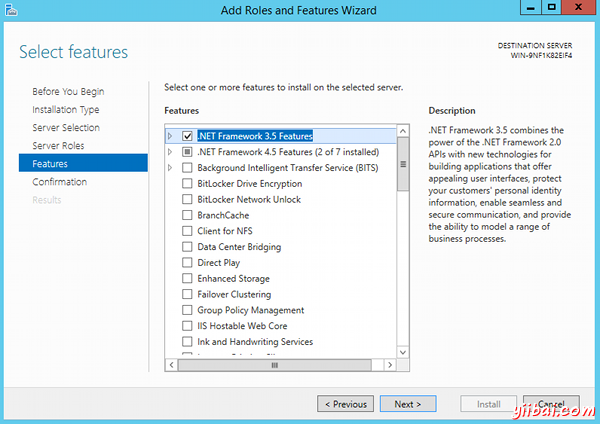 Add Roles and Features Wizard
Select features
DESTINATION SERVER
WIN-9NF1K82EIF4
Before You Begin
Installation Type
Server Selection
Server Roles
Features
Confirmation
Results
Select one or more features to install on the selected server.
Features
.NET Framework 3.5 Features
.NET Framework 4.5 Features (2 of 7 installed)
Background Intelligent Transfer Service (BITS)
BitLocker Drive Encryption
BitLocker Network Unlock
BranchCache
Client for NFS
Data Center Bridging
Direct Play
Enhanced Storage
Failover Clustering
Group Policy Management
IIS Hostable Web Core
Ink and Handwriting Services
Description
.NET Framework 3.5 combines the
power of the .NET Framework 2.0
APIs with new technologies for
building applications that offer
appealing user interfaces, protect
your customers' personal identity
information, enable seamless and
secure communication, and provide
the ability to model a range of
business processes.
< Previous
Next >
Install
Cancel
yiibai.com